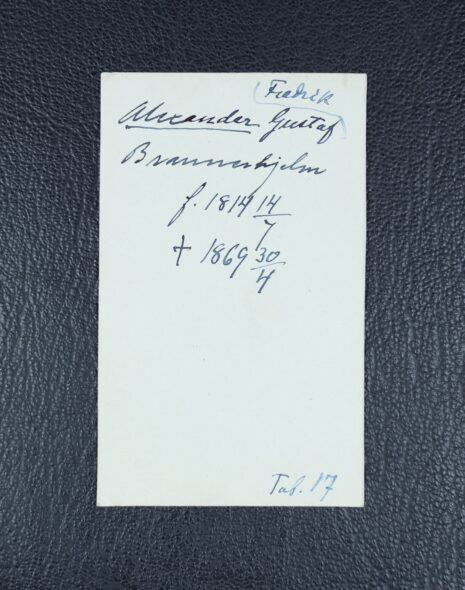 Fredrik
Alexander Gustaf
Brunnerhjelm
f. 1814 14/7
† 1869 30/4
Tab. 17